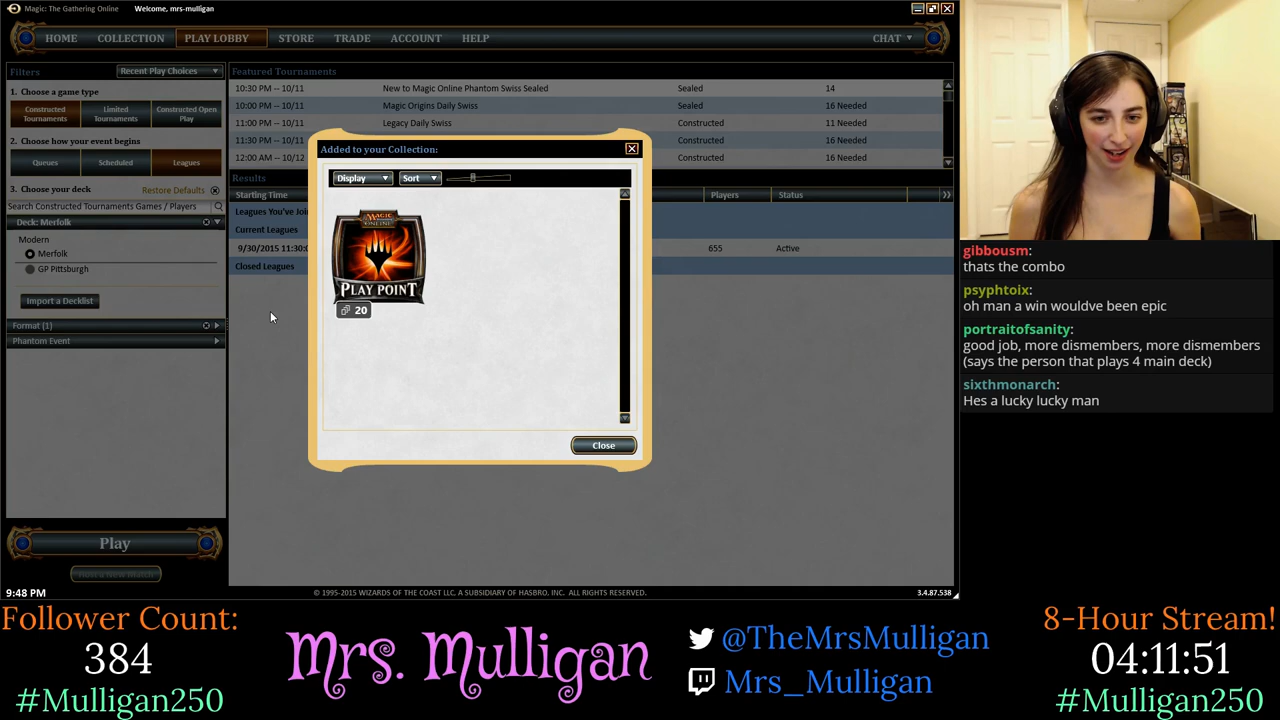 Magic: The Gathering Online Welcome, mrs-mulligan
HOME COLLECTION PLAY LOBBY STORE TRADE ACCOUNT HELP CHAT
Filters Recent Play Choices
1. Choose a game type
Constructed Tournaments
Limited Tournaments
Constructed Open Play
2. Choose how your event begins
Queues Scheduled Leagues
3. Choose your deck Restore Defaults
Search Constructed Tournaments Games / Players
Deck: Merfolk
Modern
Merfolk
GP Pittsburgh
Import a Decklist
Format [1]
Phantom Event
Play
9:48 PM
Featured Tournaments
10:30 PM -- 10/11 New to Magic Online Phantom Swiss Sealed Sealed 14
10:00 PM -- 10/11 Magic Origins Daily Swiss Sealed 16 Needed
11:00 PM -- 10/11 Legacy Daily Swiss Constructed 11 Needed
11:30 PM -- 10/11 Constructed 16 Needed
12:00 AM -- 10/12 Constructed 16 Needed
Results
Starting Time Players Status
Leagues You've Joi
Current Leagues
9/30/2015 11:30:0 655 Active
Closed Leagues
Added to your Collection:
Display Sort
MAGIC
ONLINE
PLAY POINT
20
Close
© 1995-2015 WIZARDS OF THE COAST LLC, A SUBSIDIARY OF HASBRO, INC. ALL RIGHTS RESERVED.
3.4.87.538
gibbousm:
thats the combo
psyphtoix:
oh man a win wouldve been epic
portraitofsanity:
good job, more dismembers, more dismembers
(says the person that plays 4 main deck)
sixthmonarch:
Hes a lucky lucky man
Follower Count:
384
#Mulligan250
Mrs. Mulligan
@TheMrsMulligan
Mrs_Mulligan
8-Hour Stream!
04:11:51
#Mulligan250